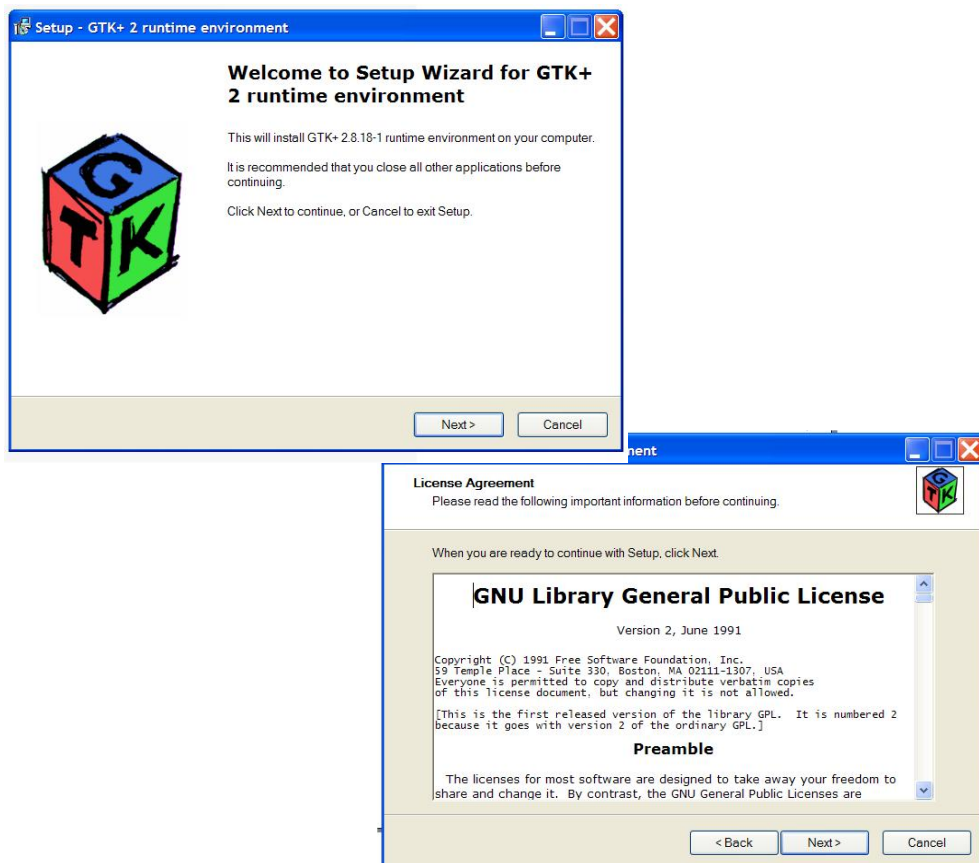 Setup - GTK+ 2 runtime environment
Welcome to Setup Wizard for GTK+
2 runtime environment
This will install GTK+ 2.8.18-1 runtime environment on your computer.
It is recommended that you close all other applications before
continuing.
Click Next to continue, or Cancel to exit Setup.
G
T K
Next >
Cancel
ment
License Agreement
Please read the following important information before continuing.
G
T K
When you are ready to continue with Setup, click Next.
GNU Library General Public License
Version 2, June 1991
Copyright (C) 1991 Free Software Foundation, Inc.
59 Temple Place - Suite 330, Boston, MA 02111-1307, USA
Everyone is permitted to copy and distribute verbatim copies
of this license document, but changing it is not allowed.
[This is the first released version of the library GPL.  It is numbered 2
because it goes with version 2 of the ordinary GPL.]
Preamble
The licenses for most software are designed to take away your freedom to
share and change it.  By contrast, the GNU General Public Licenses are
< Back
Next >
Cancel